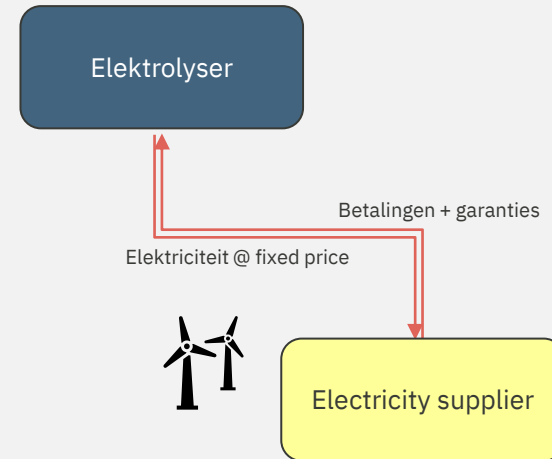 Elektrolyser
Betalingen + garanties
Elektriciteit @ fixed price
Electricity supplier